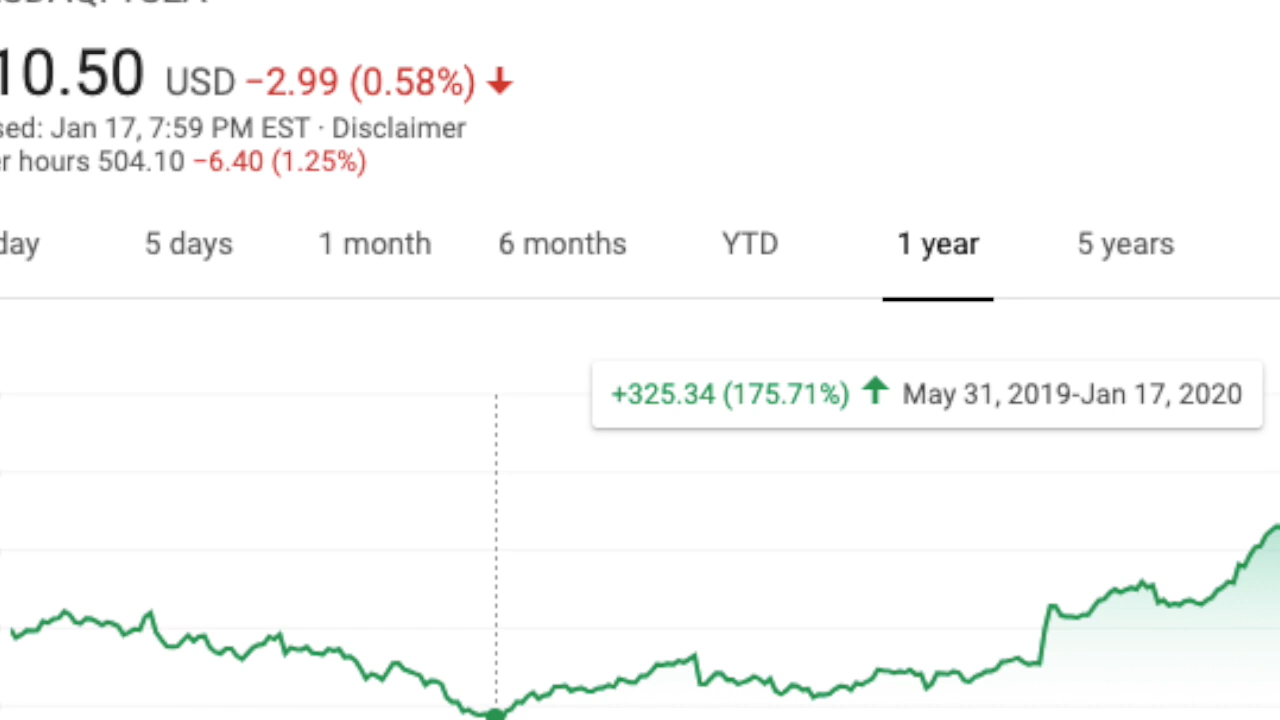 10.50 USD −2.99 (0.58%)
sed: Jan 17, 7:59 PM EST · Disclaimer
r hours 504.10 −6.40 (1.25%)
day 5 days 1 month 6 months YTD 1 year 5 years
+325.34 (175.71%) May 31, 2019-Jan 17, 2020